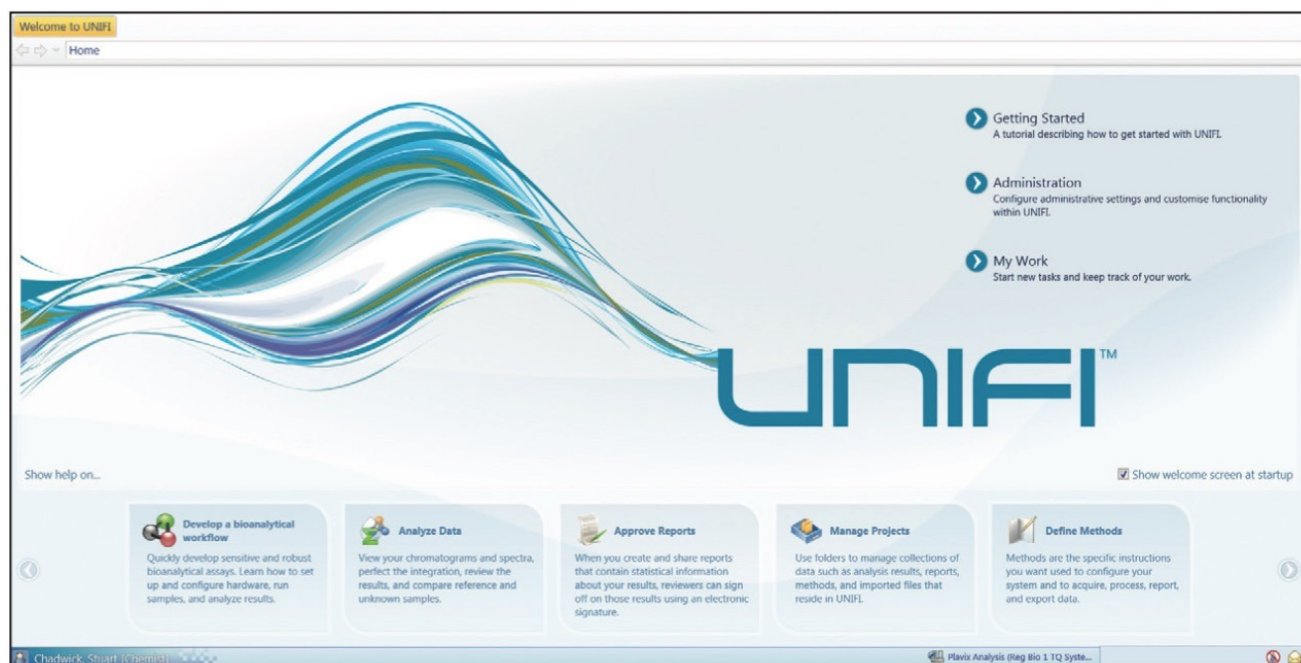 Welcome to UNIFI
Home
Getting Started
A tutorial describing how to get started with UNIFI.
Administration
Configure administrative settings and customise functionality
within UNIFI.
My Work
Start new tasks and keep track of your work.
UNIFI™
Show help on...
Show welcome screen at startup
Develop a bioanalytical
workflow
Quickly develop sensitive and robust
bioanalytical assays. Learn how to set
up and configure hardware, run
samples, and analyze results.
Analyze Data
View your chromatograms and spectra,
perfect the integration, review the
results, and compare reference and
unknown samples.
Approve Reports
When you create and share reports
that contain statistical information
about your results, reviewers can sign
off on those results using an electronic
signature.
Manage Projects
Use folders to manage collections of
data such as analysis results, reports,
methods, and imported files that
reside in UNIFI.
Define Methods
Methods are the specific instructions
you want used to configure your
system and to acquire, process, report,
and export data.
Chadwick, Stuart [Chemist]
Plavix Analysis (Reg Bio 1 TQ Syste...